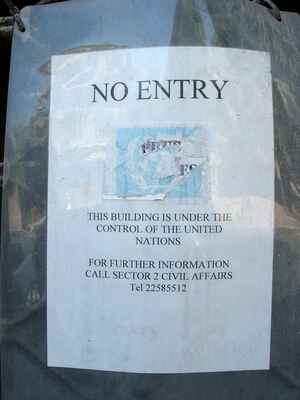 NO ENTRY
THIS BUILDING IS UNDER THE
CONTROL OF THE UNITED
NATIONS
FOR FURTHER INFORMATION
CALL SECTOR 2 CIVIL AFFAIRS
Tel 22585512